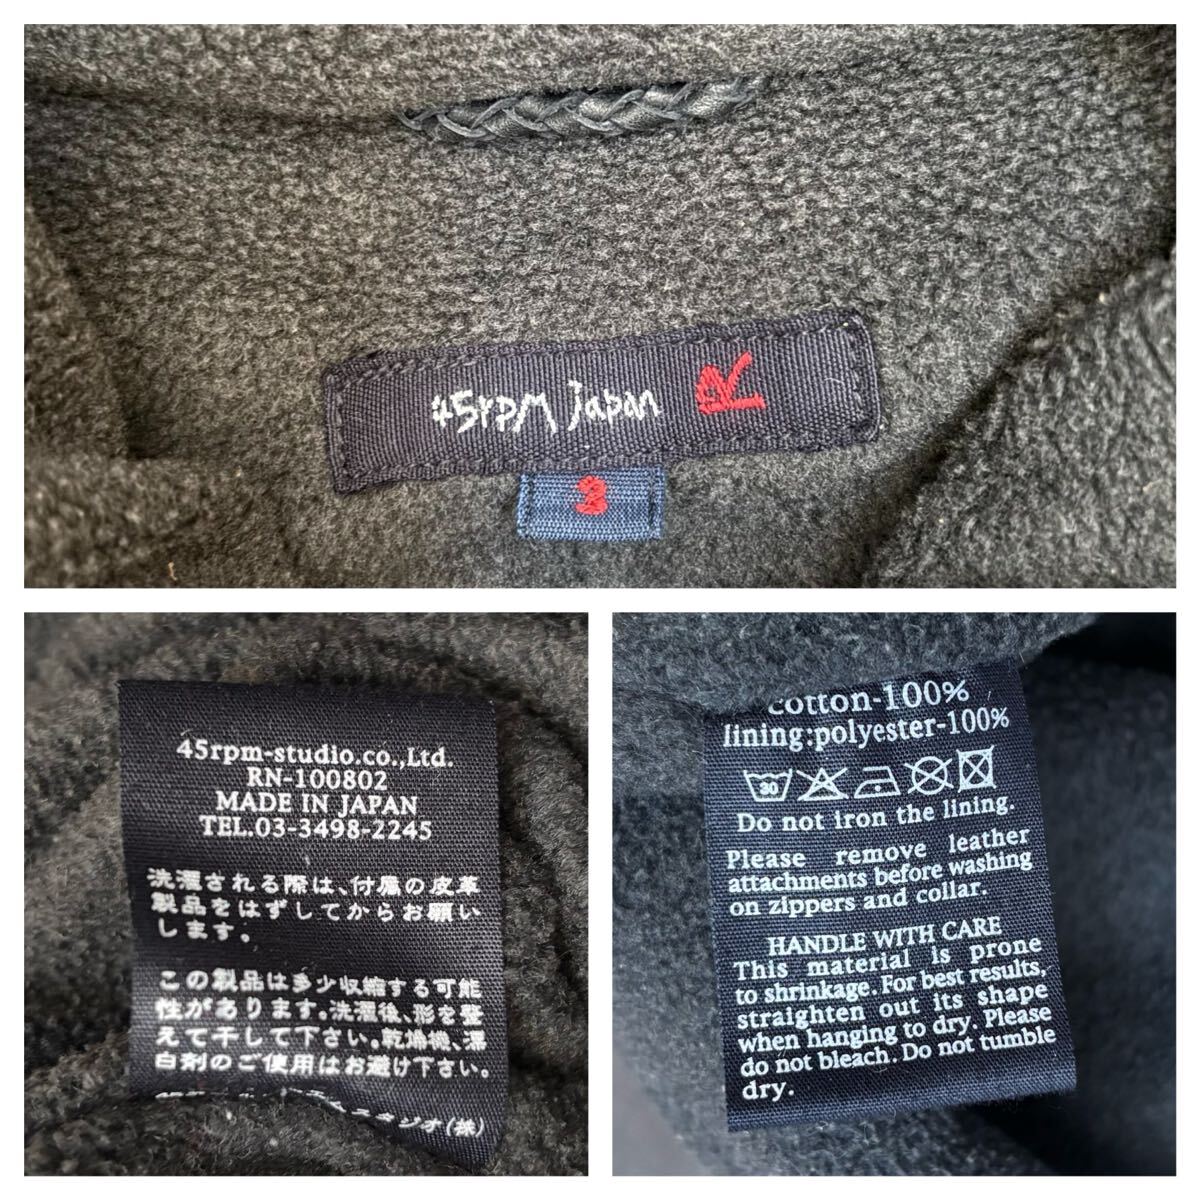 45rpm Japan R
3
45rpm-studio.co.,Ltd.
RN-100802
MADE IN JAPAN
TEL.03-3498-2245
洗濯される際は、付属の皮革
製品をはずしてからお願い
します。
この製品は多少収縮する可能
性があります。洗濯後、形を整
えて干して下さい。乾燥機、漂
白剤のご使用はお避け下さい。
スタジオ(株)
cotton-100%
lining:polyester-100%
30
Do not iron the lining.
Please remove leather
attachments before washing
on zippers and collar.
HANDLE WITH CARE
This material is prone
to shrinkage. For best results,
straighten out its shape
when hanging to dry. Please
do not bleach. Do not tumble
dry.